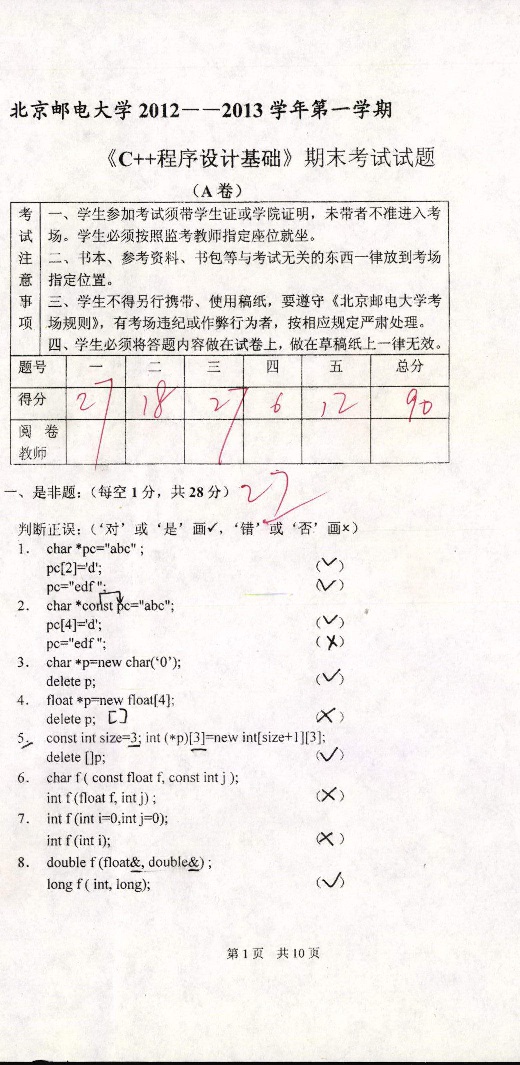 北京邮电大学 2012——2013 学年第一学期
《C++程序设计基础》期末考试试题
（A 卷）
考试注意事项
一、学生参加考试须带学生证或学院证明，未带者不准进入考
场。学生必须按照监考教师指定座位就坐。
二、书本、参考资料、书包等与考试无关的东西一律放到考场
指定位置。
三、学生不得另行携带、使用稿纸，要遵守《北京邮电大学考
场规则》，有考场违纪或作弊行为者，按相应规定严肃处理。
四、学生必须将答题内容做在试卷上，做在草稿纸上一律无效。
题号 一 二 三 四 五 总分
得分 27 18 27 6 12 90
阅 卷
教师
一、是非题：（每空 1 分，共 28 分） 27
判断正误：（‘对’或‘是’画✓，‘错’或‘否’画×）
1. char *pc="abc" ;
pc[2]='d'; (✓)
pc="edf "; (✓)
2. char *const pc="abc";
pc[4]='d'; (✓)
pc="edf "; (×)
3. char *p=new char('0');
delete p; (✓)
4. float *p=new float[4];
delete p; [] (×)
5. const int size=3; int (*p)[3]=new int[size+1][3];
delete []p; (✓)
6. char f ( const float f, const int j );
int f (float f, int j) ; (×)
7. int f (int i=0,int j=0);
int f (int i); (×)
8. double f (float&, double&) ;
long f ( int, long); (✓)
第 1 页 共 10 页